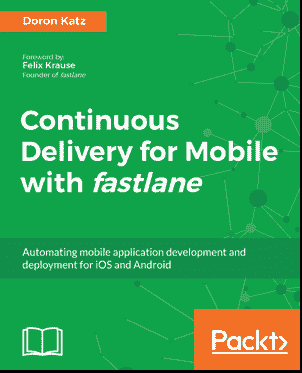 Doron Katz
Foreword by:
Felix Krause
Founder of fastlane
Continuous
Delivery for Mobile
with fastlane
Automating mobile application development and
deployment for iOS and Android
Packt>